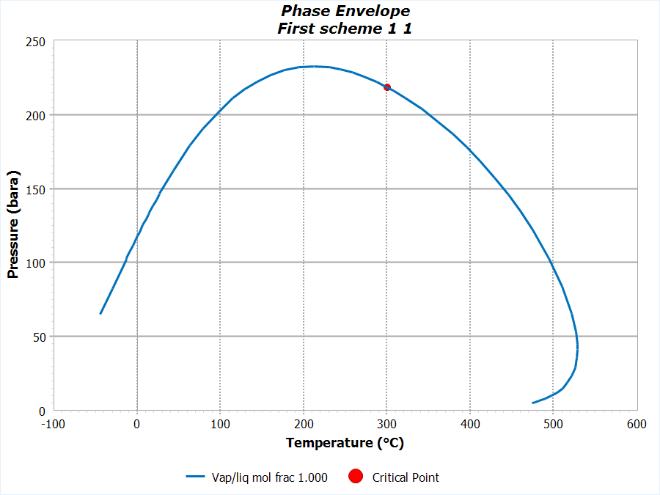 Phase Envelope
First scheme 1 1
250
200
150
100
50
0
Pressure (bara)
-100 0 100 200 300 400 500 600
Temperature (°C)
Vap/liq mol frac 1.000 Critical Point